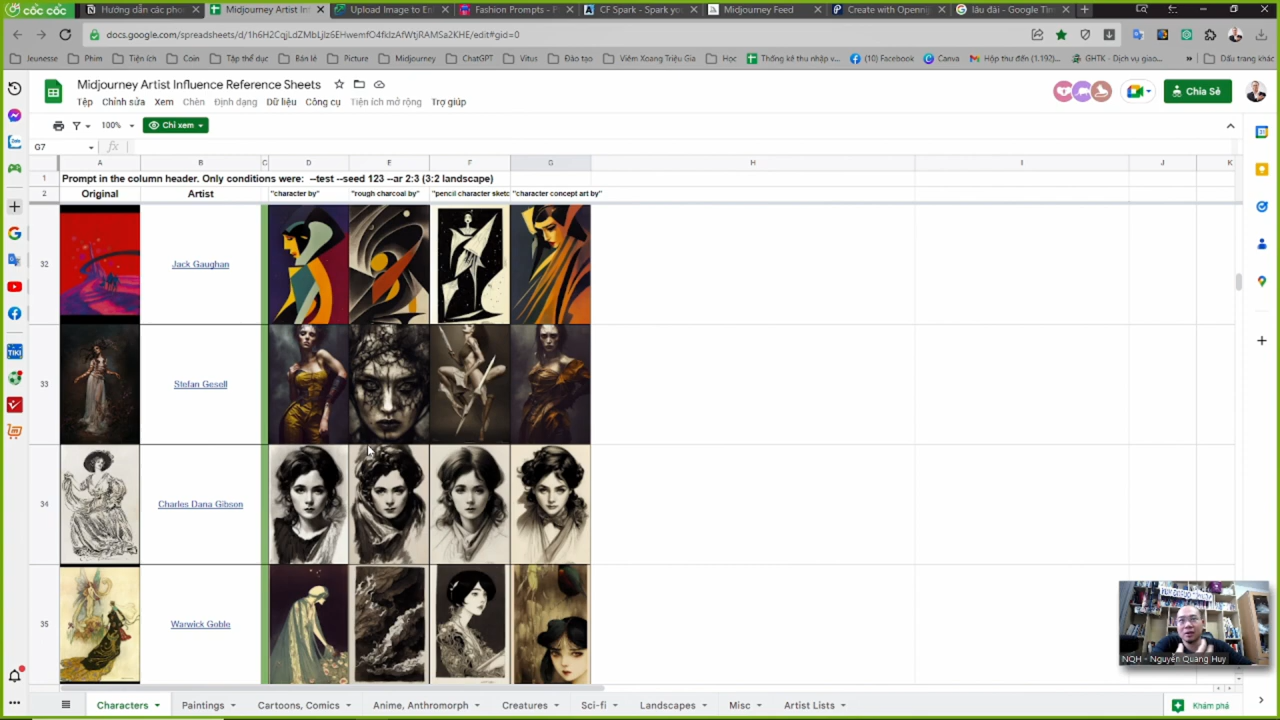 cốc cốc
Hướng dẫn các pho
Midjourney Artist In
Upload Image to En
Fashion Prompts - P
CF Spark - Spark yo
Midjourney Feed
Create with Openn
lâu đài - Google Tìm
docs.google.com/spreadsheets/d/1h6H2CqjLdZMbLjz6EHwemfO4fkIzAfWtjRAMSa2KHE/edit#gid=0
Jeunesse
Phim
Tiện ích
Coin
Tập thể dục
Bán lẻ
Picture
Midjourney
ChatGPT
Vitus
Đào tạo
Viêm Xoang Triệu Gia
Học
Thống kê thu nhập v...
(10) Facebook
Canva
Hộp thư đến (1.192)...
GHTK - Dịch vụ giao...
Dấu trang khác
Midjourney Artist Influence Reference Sheets
Tệp Chỉnh sửa Xem Chèn Định dạng Dữ liệu Công cụ Tiện ích mở rộng Trợ giúp
Chia Sẻ
100%
Chỉ xem
G7
fx
A B C D E F G H I J K
1 Prompt in the column header. Only conditions were: --test --seed 123 --ar 2:3 (3:2 landscape)
2 Original Artist "character by" "rough charcoal by" "pencil character sketc "character concept art by"
32 Jack Gaughan
33 Stefan Gesell
34 Charles Dana Gibson
35 Warwick Goble
Zalo
TIKI
NQH - Nguyễn Quang Huy
Characters
Paintings
Cartoons, Comics
Anime, Anthromorph
Creatures
Sci-fi
Landscapes
Misc
Artist Lists
Khám phá